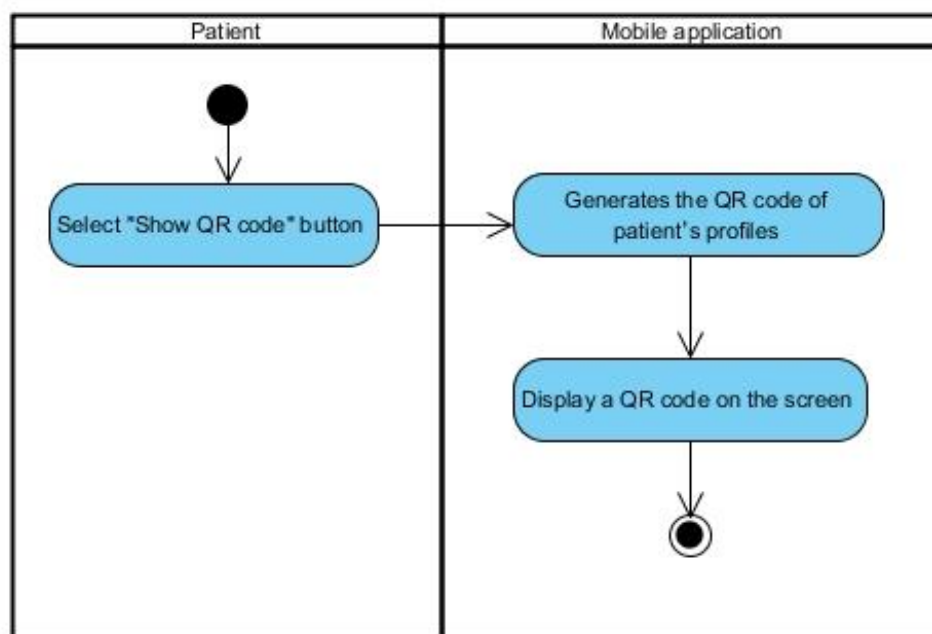 Patient
Mobile application
Select "Show QR code" button
Generates the QR code of
patient's profiles
Display a QR code on the screen